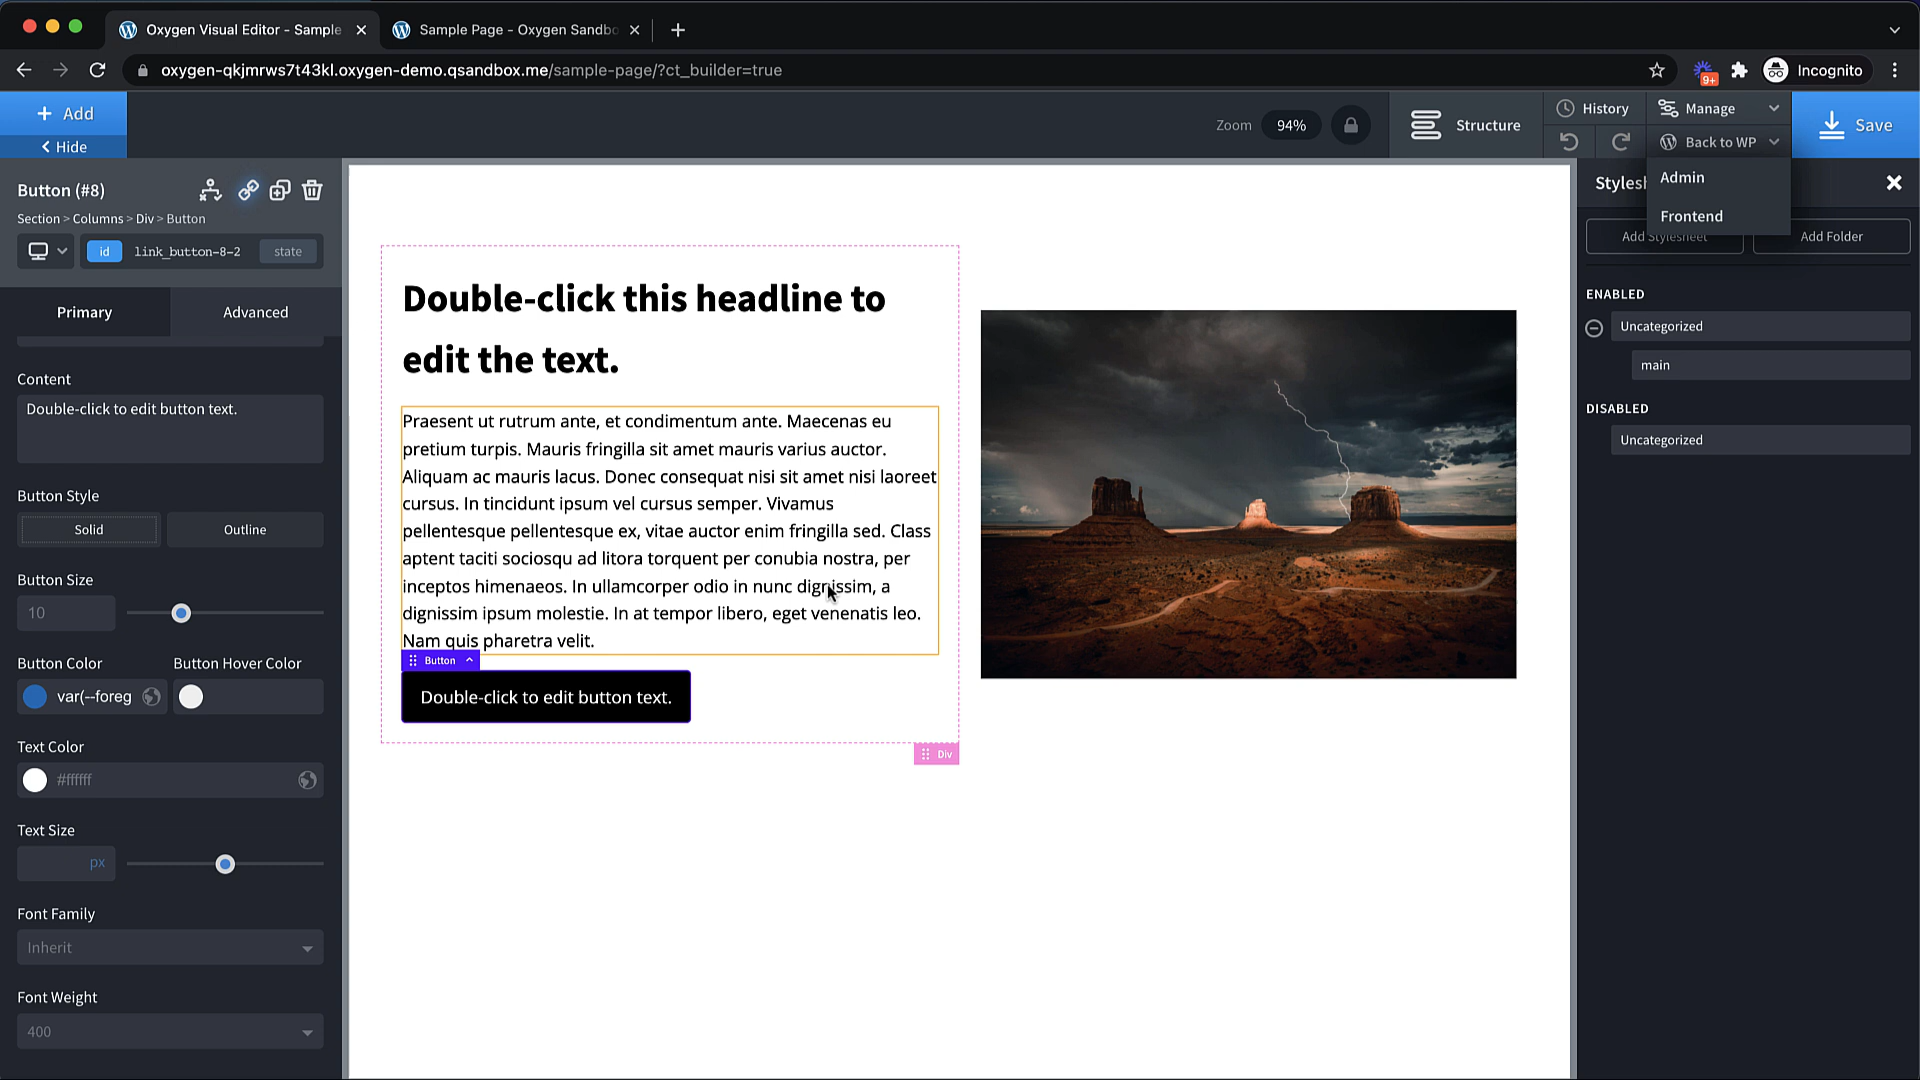 Oxygen Visual Editor - Sample
Sample Page - Oxygen Sandbo
oxygen-qkjmrws7t43kl.oxygen-demo.qsandbox.me/sample-page/?ct_builder=true
9+
Incognito
+ Add
< Hide
Zoom
94%
Structure
History
Manage
Back to WP
Save
Admin
Frontend
Button (#8)
Section > Columns > Div > Button
id
link_button-8-2
state
Primary
Advanced
Content
Double-click to edit button text.
Button Style
Solid
Outline
Button Size
10
Button Color
Button Hover Color
var(--foreg
Text Color
#ffffff
Text Size
px
Font Family
Inherit
Font Weight
400
Double-click this headline to
edit the text.
Praesent ut rutrum ante, et condimentum ante. Maecenas eu
pretium turpis. Mauris fringilla sit amet mauris varius auctor.
Aliquam ac mauris lacus. Donec consequat nisi sit amet nisi laoreet
cursus. In tincidunt ipsum vel cursus semper. Vivamus
pellentesque pellentesque ex, vitae auctor enim fringilla sed. Class
aptent taciti sociosqu ad litora torquent per conubia nostra, per
inceptos himenaeos. In ullamcorper odio in nunc dignissim, a
dignissim ipsum molestie. In at tempor libero, eget venenatis leo.
Nam quis pharetra velit.
Button
Double-click to edit button text.
Div
Stylesh
Add Stylesheet
Add Folder
ENABLED
Uncategorized
main
DISABLED
Uncategorized